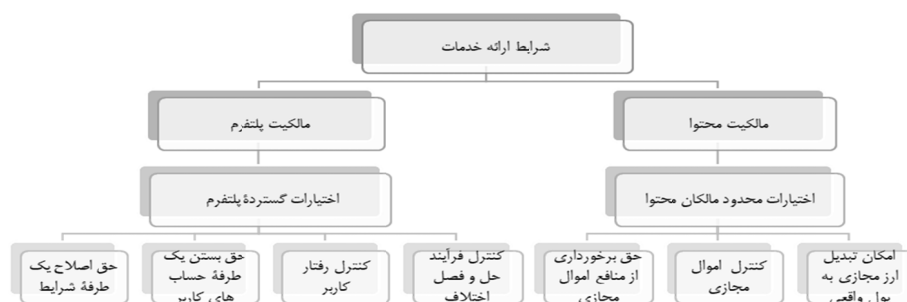 شرایط ارائه خدمات
مالکیت محتوا
مالکیت پلتفرم
اختیارات محدود مالکان محتوا
اختیارات گستردۀ پلتفرم
امکان تبدیل
ارز مجازی به
پول واقعی
کنترل اموال
مجازی
حق برخورداری
از منافع اموال
مجازی
کنترل فرآیند
حل و فصل
اختلاف
کنترل رفتار
کاربر
حق بستن یک
طرفۀ حساب
های کاربر
حق اصلاح یک
طرفۀ شرایط